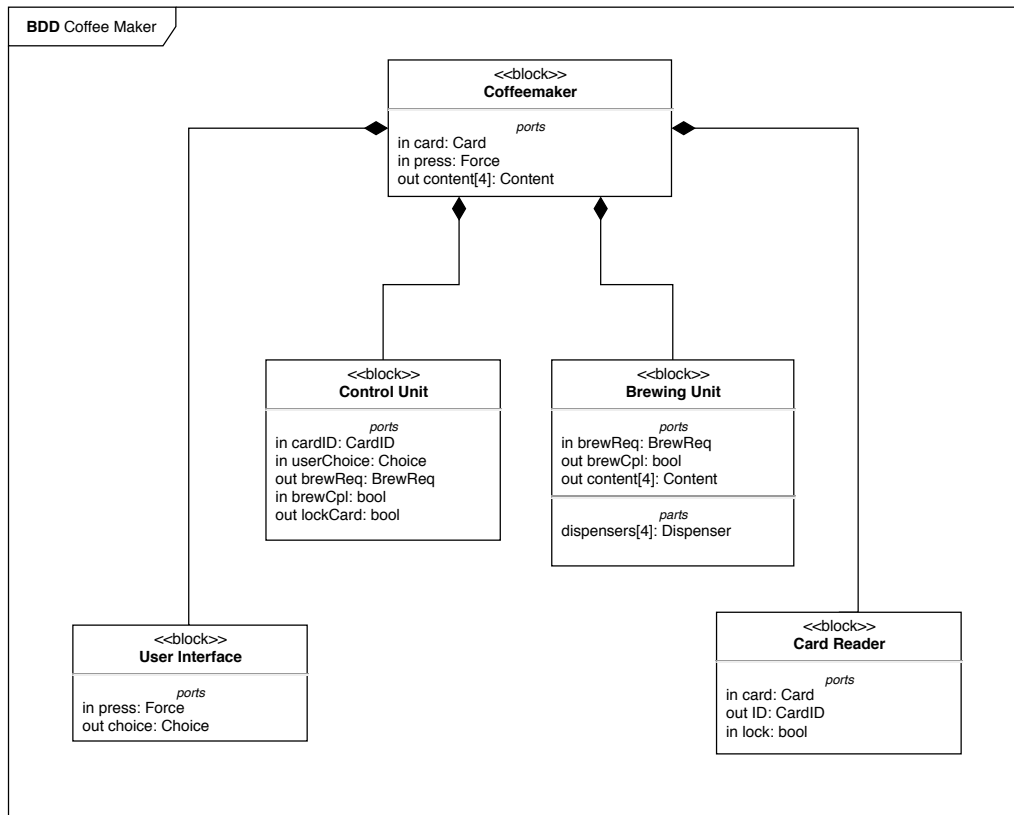 BDD Coffee Maker
<<block>>
Coffeemaker
ports
in card: Card
in press: Force
out content[4]: Content
<<block>>
Control Unit
ports
in cardID: CardID
in userChoice: Choice
out brewReq: BrewReq
in brewCpl: bool
out lockCard: bool
<<block>>
Brewing Unit
ports
in brewReq: BrewReq
out brewCpl: bool
out content[4]: Content
parts
dispensers[4]: Dispenser
<<block>>
User Interface
ports
in press: Force
out choice: Choice
<<block>>
Card Reader
ports
in card: Card
out ID: CardID
in lock: bool